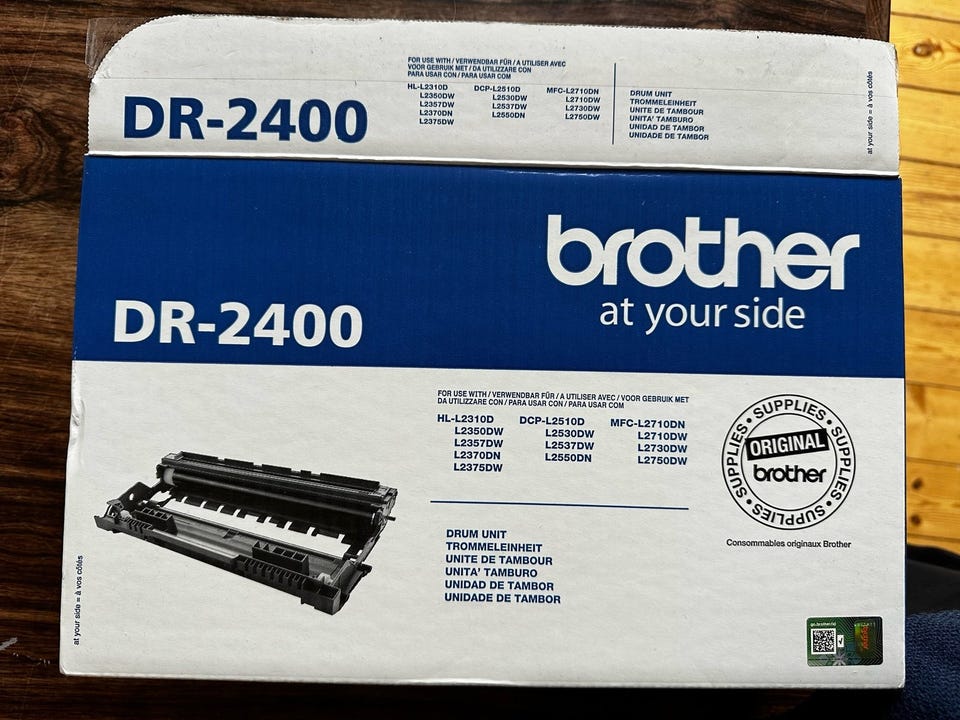 DR-2400
FOR USE WITH / VERWENDBAR FÜR / A UTILISER AVEC
VOOR GEBRUIK MET / DA UTILIZZARE CON
PARA USAR CON / PARA USAR COM
HL-L2310D DCP-L2510D MFC-L2710DN
L2350DW L2530DW L2710DW
L2357DW L2537DW L2730DW
L2370DN L2550DN L2750DW
L2375DW
DRUM UNIT
TROMMELEINHEIT
UNITE DE TAMBOUR
UNITA' TAMBURO
UNIDAD DE TAMBOR
UNIDADE DE TAMBOR
at your side = à vos côtés
brother
at your side
DR-2400
FOR USE WITH / VERWENDBAR FÜR / A UTILISER AVEC / VOOR GEBRUIK MET
DA UTILIZZARE CON / PARA USAR CON / PARA USAR COM
HL-L2310D DCP-L2510D MFC-L2710DN
L2350DW L2530DW L2710DW
L2357DW L2537DW L2730DW
L2370DN L2550DN L2750DW
L2375DW
DRUM UNIT
TROMMELEINHEIT
UNITE DE TAMBOUR
UNITA' TAMBURO
UNIDAD DE TAMBOR
UNIDADE DE TAMBOR
SUPPLIES • SUPPLIES • SUPPLIES • SUPPLIES •
ORIGINAL
brother
Consommables originaux Brother
at your side = à vos côtés